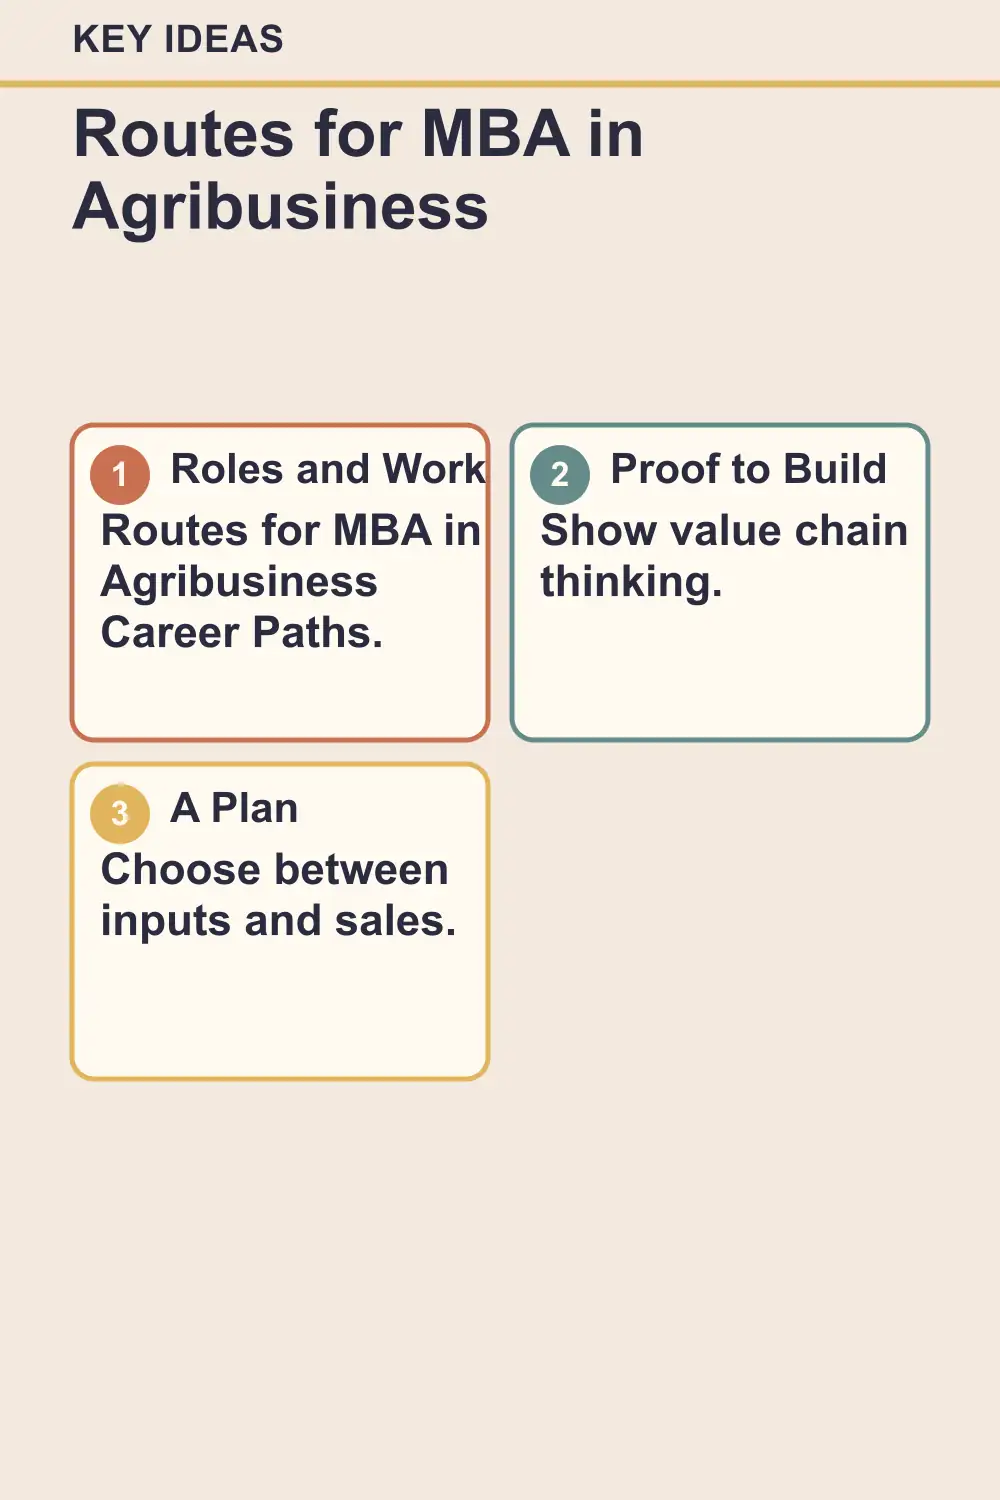 KEY IDEAS
Routes for MBA in
Agribusiness
1 Roles and Work
Routes for MBA in
Agribusiness
Career Paths.
2 Proof to Build
Show value chain
thinking.
3 A Plan
Choose between
inputs and sales.